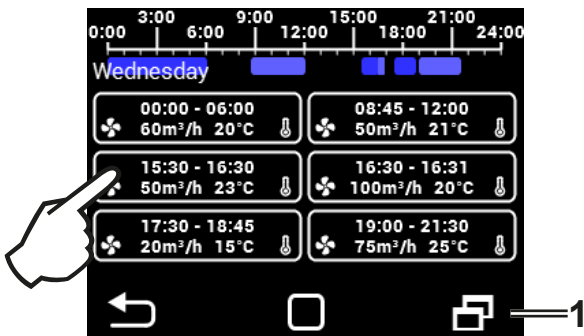 3:00 9:00 15:00 21:00
0:00 6:00 12:00 18:00 24:00
Wednesday
00:00 - 06:00
60m³/h 20°C
08:45 - 12:00
50m³/h 21°C
15:30 - 16:30
50m³/h 23°C
16:30 - 16:31
100m³/h 20°C
17:30 - 18:45
20m³/h 15°C
19:00 - 21:30
75m³/h 25°C
1